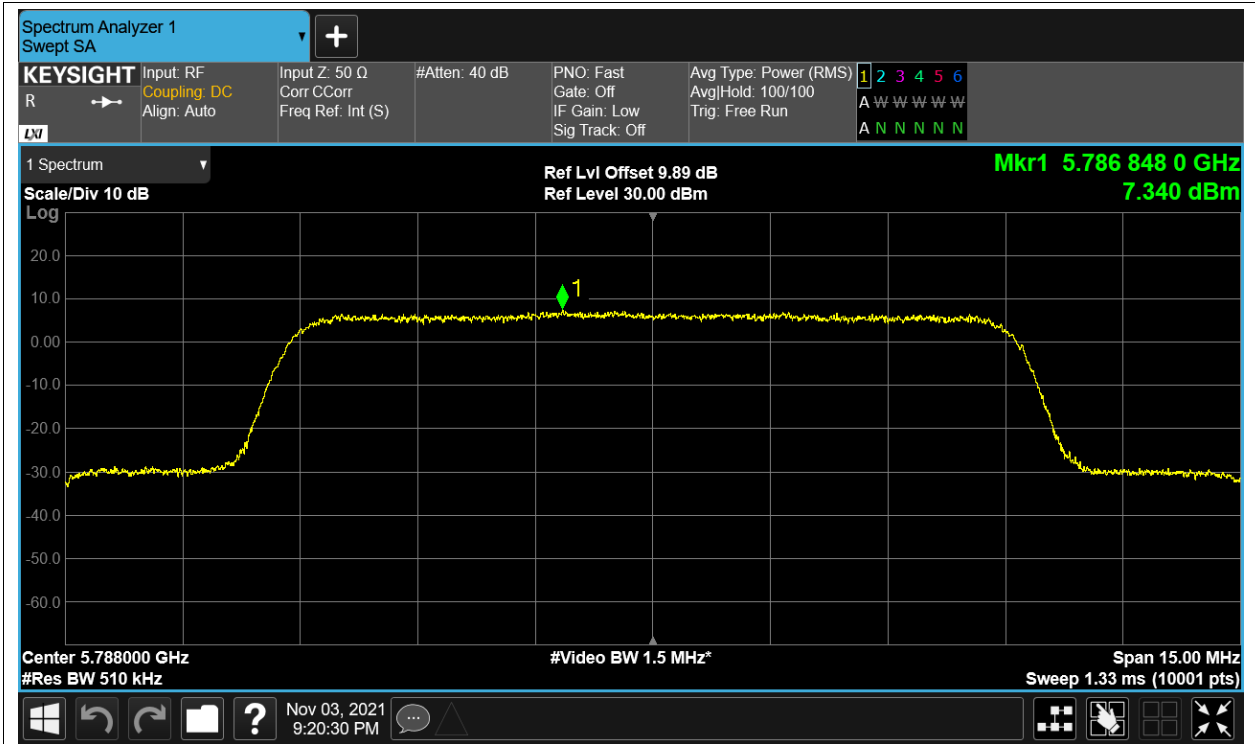 Spectrum Analyzer 1
Swept SA
KEYSIGHT
R
LXI
Input: RF
Coupling: DC
Align: Auto
Input Z: 50 Ω
Corr CCorr
Freq Ref: Int (S)
#Atten: 40 dB
PNO: Fast
Gate: Off
IF Gain: Low
Sig Track: Off
Avg Type: Power (RMS)
Avg|Hold: 100/100
Trig: Free Run
1 2 3 4 5 6
A W W W W W
A N N N N N
1 Spectrum
Scale/Div 10 dB
Log
Ref Lvl Offset 9.89 dB
Ref Level 30.00 dBm
Mkr1 5.786 848 0 GHz
7.340 dBm
20.0
10.0
1
0.00
-10.0
-20.0
-30.0
-40.0
-50.0
-60.0
Center 5.788000 GHz
#Res BW 510 kHz
#Video BW 1.5 MHz*
Span 15.00 MHz
Sweep 1.33 ms (10001 pts)
?
Nov 03, 2021
9:20:30 PM